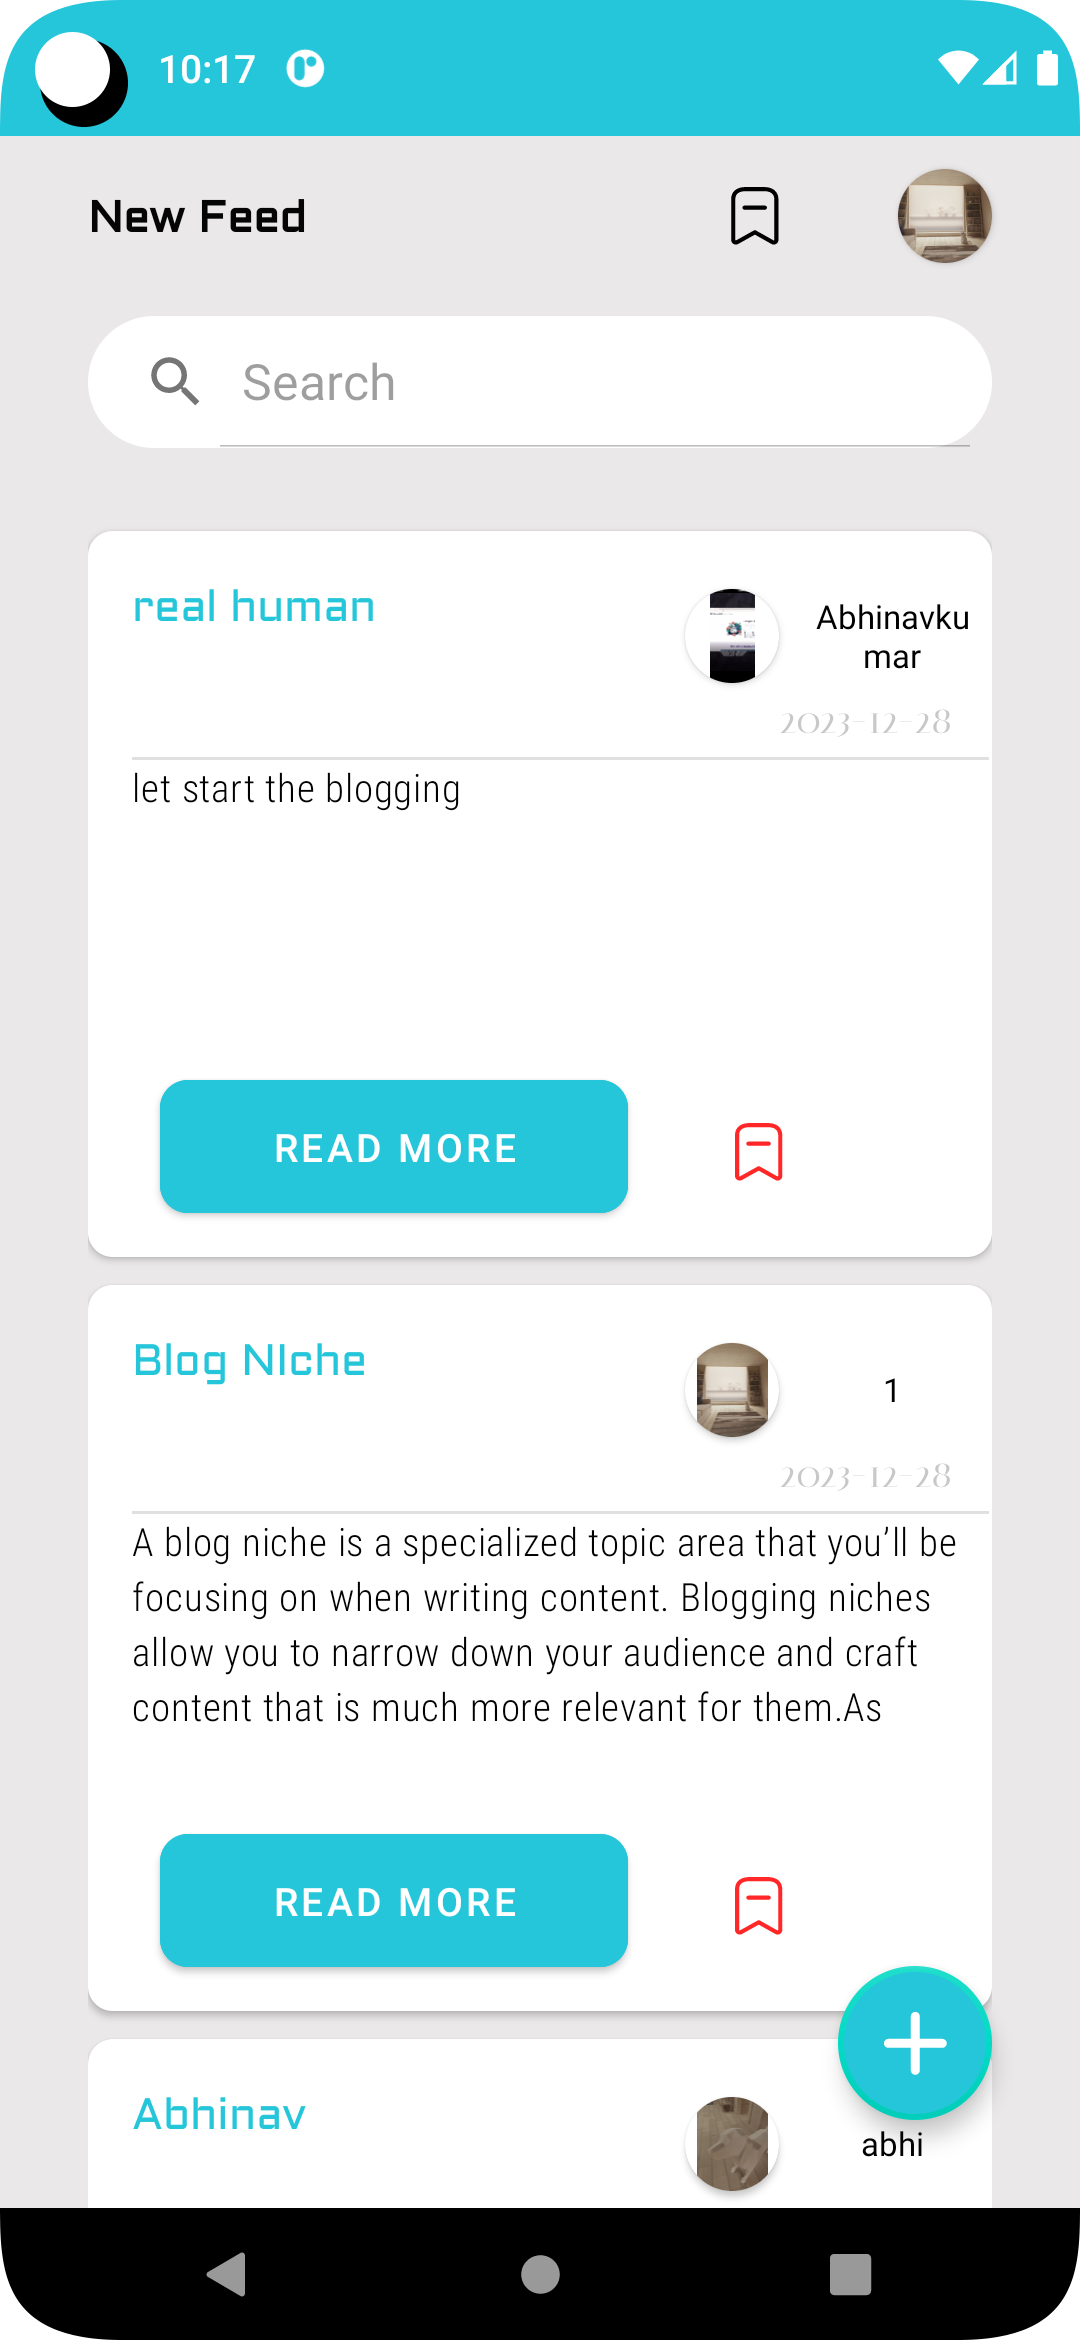 10:17
New Feed
Search
real human
Abhinavku
mar
2023-12-28
let start the blogging
READ MORE
Blog NIche
1
2023-12-28
A blog niche is a specialized topic area that you’ll be
focusing on when writing content. Blogging niches
allow you to narrow down your audience and craft
content that is much more relevant for them.As
READ MORE
Abhinav
abhi